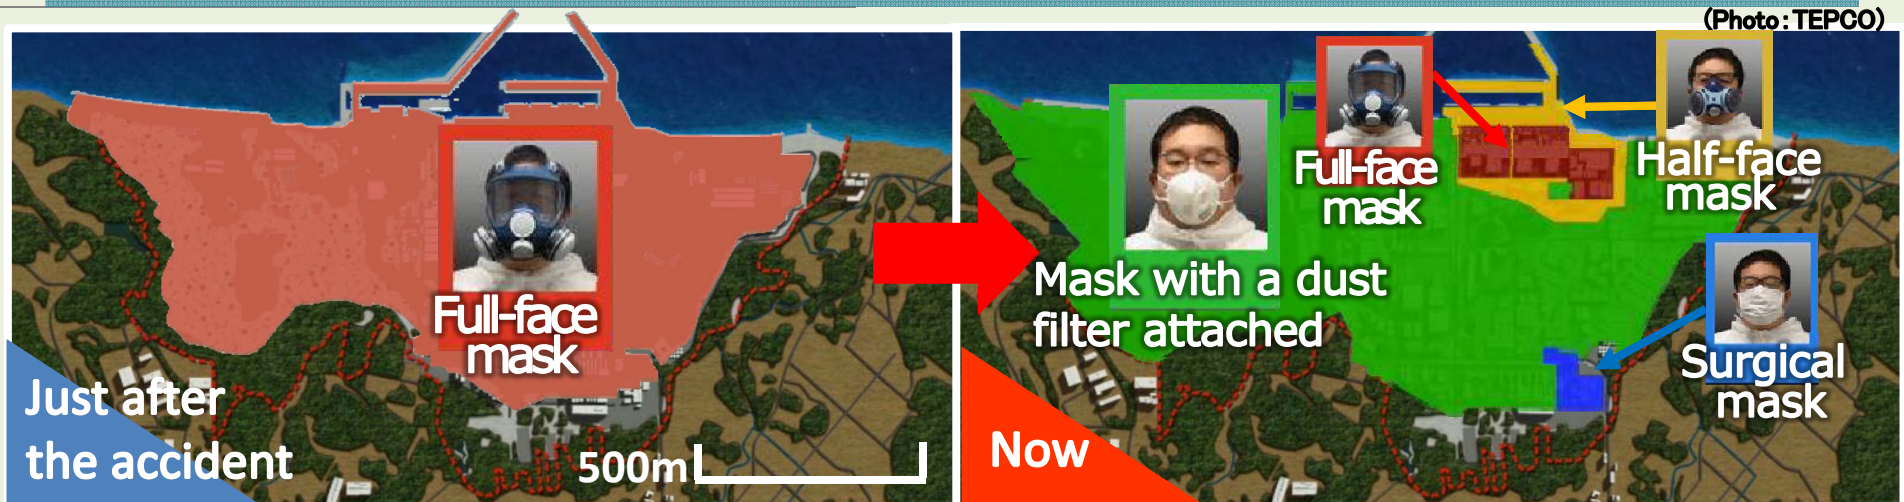 (Photo:TEPCO)
Full-face
mask
Just after
the accident
500m
Full-face
mask
Half-face
mask
Mask with a dust
filter attached
Surgical
mask
Now